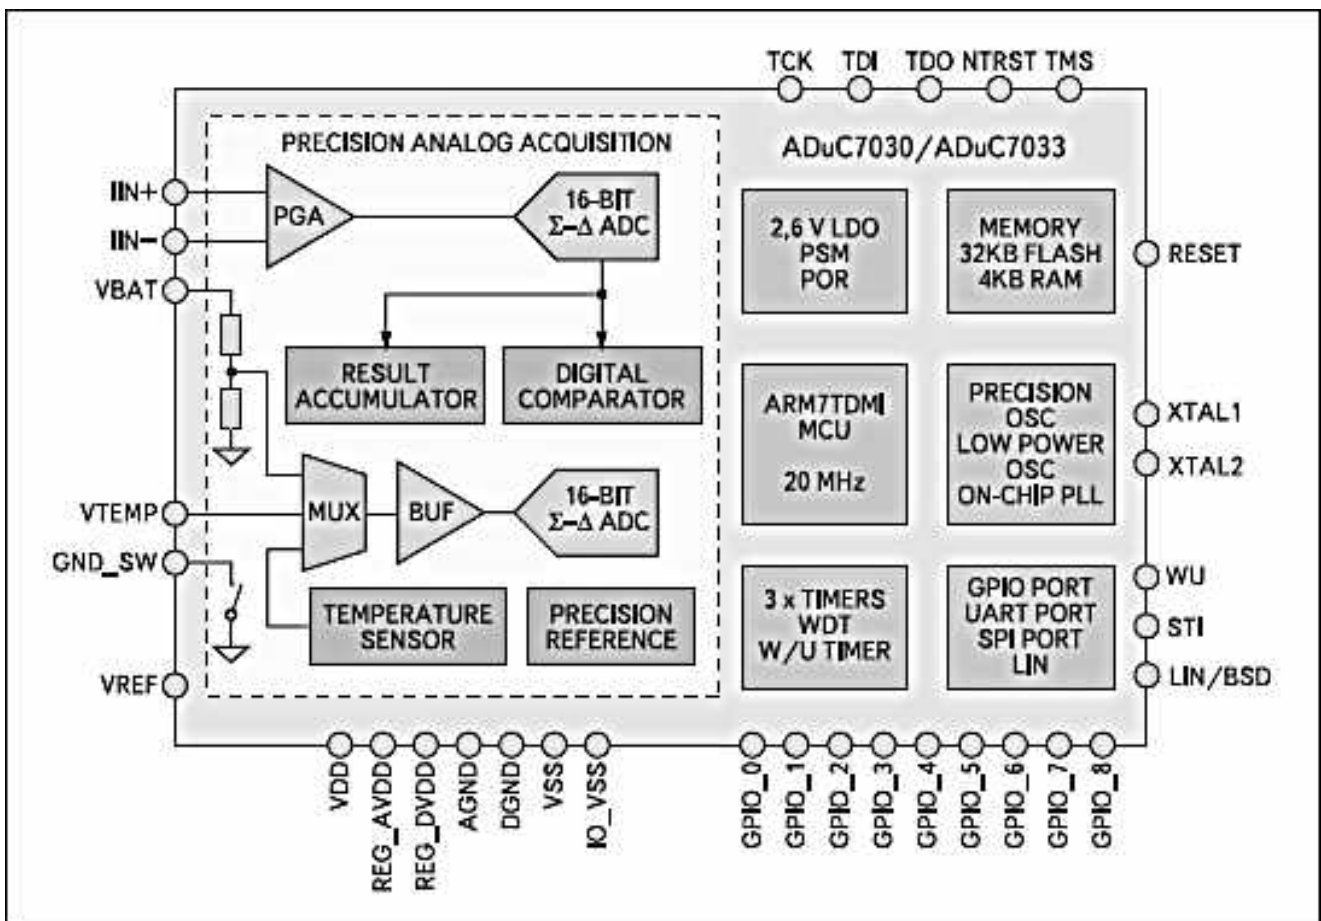 TCK TDI TDO NTRST TMS
PRECISION ANALOG ACQUISITION
ADuC7030/ADuC7033
IIN+
IIN-
VBAT
VTEMP
GND_SW
VREF
PGA
16-BIT
Σ-Δ ADC
RESULT
ACCUMULATOR
DIGITAL
COMPARATOR
MUX
BUF
16-BIT
Σ-Δ ADC
TEMPERATURE
SENSOR
PRECISION
REFERENCE
2,6 V LDO
PSM
POR
MEMORY
32KB FLASH
4KB RAM
ARM7TDMI
MCU
20 MHz
PRECISION
OSC
LOW POWER
OSC
ON-CHIP PLL
3 x TIMERS
WDT
W/U TIMER
GPIO PORT
UART PORT
SPI PORT
LIN
RESET
XTAL1
XTAL2
WU
STI
LIN/BSD
VDD
REG_AVDD
REG_DVDD
AGND
DGND
VSS
IO_VSS
GPIO_0
GPIO_1
GPIO_2
GPIO_3
GPIO_4
GPIO_5
GPIO_6
GPIO_7
GPIO_8